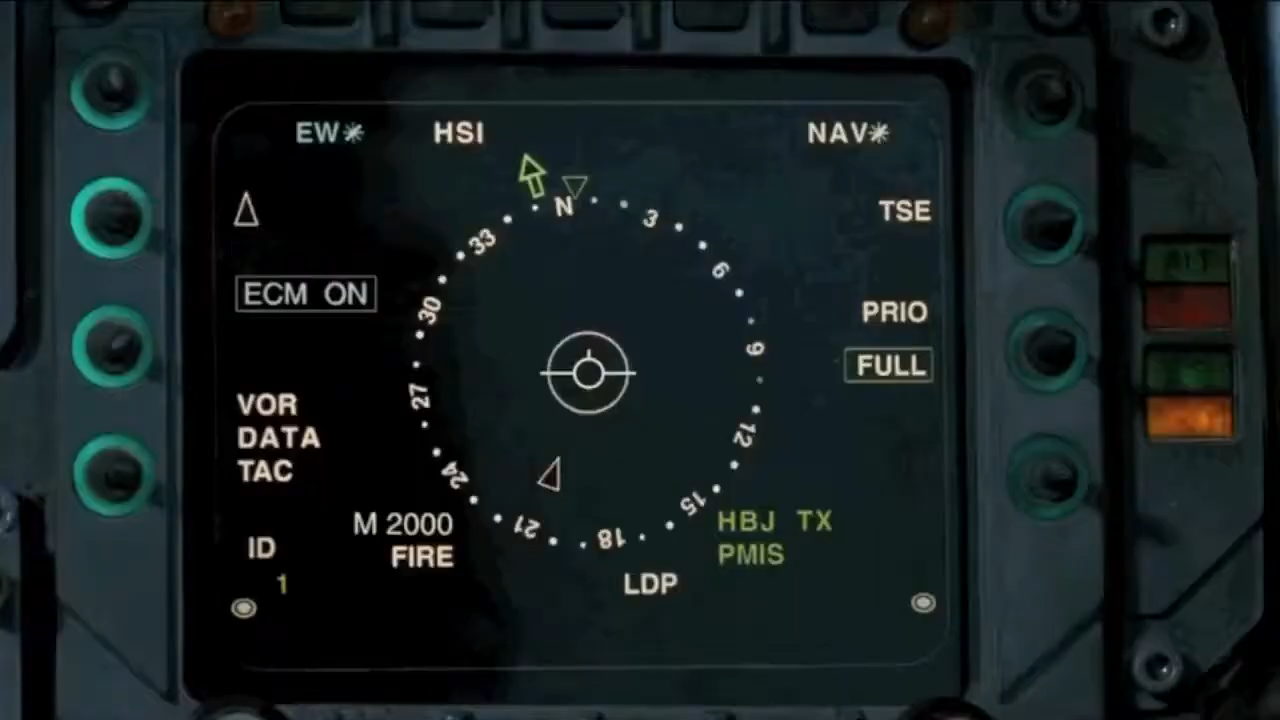 EW✳ HSI NAV✳
TSE
ECM ON
PRIO
FULL
N 3 6 9 12 15 18 21 24 27 30 33
VOR
DATA
TAC
M 2000
FIRE
HBJ TX
PMIS
ID
1
LDP